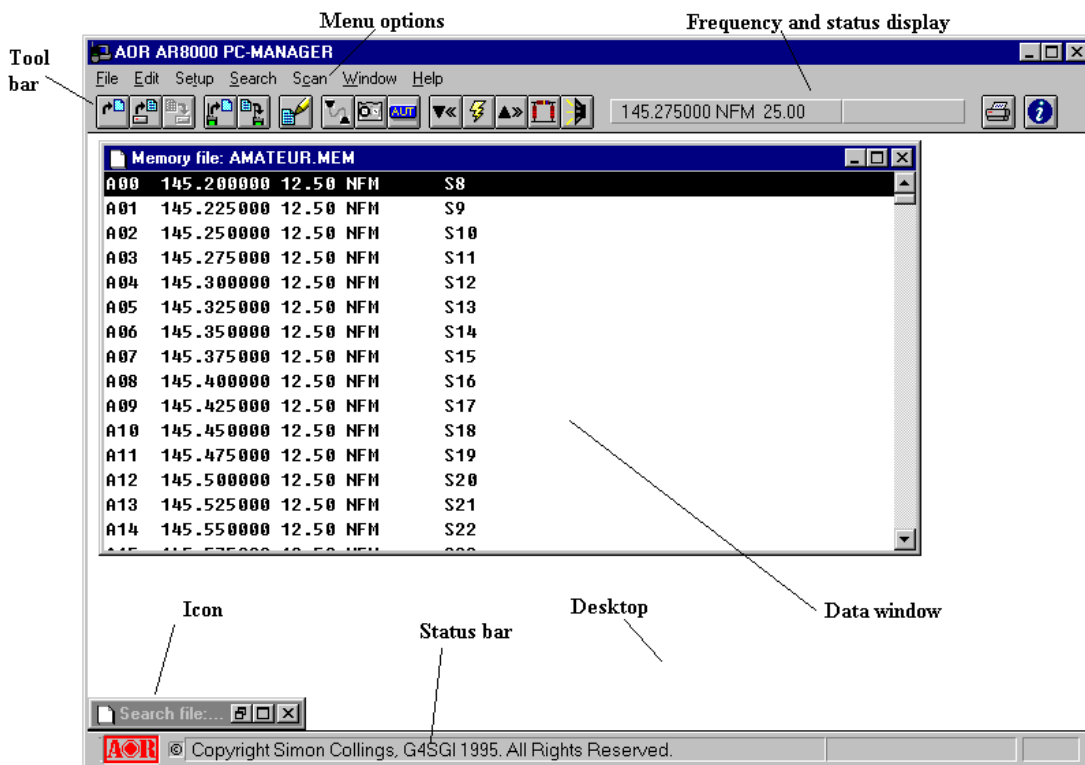 Menu options
Frequency and status display
Tool bar
AOR AR8000 PC-MANAGER
File Edit Setup Search Scan Window Help
AUT
145.275000 NFM 25.00
Memory file: AMATEUR.MEM
A00 145.200000 12.50 NFM S8
A01 145.225000 12.50 NFM S9
A02 145.250000 12.50 NFM S10
A03 145.275000 12.50 NFM S11
A04 145.300000 12.50 NFM S12
A05 145.325000 12.50 NFM S13
A06 145.350000 12.50 NFM S14
A07 145.375000 12.50 NFM S15
A08 145.400000 12.50 NFM S16
A09 145.425000 12.50 NFM S17
A10 145.450000 12.50 NFM S18
A11 145.475000 12.50 NFM S19
A12 145.500000 12.50 NFM S20
A13 145.525000 12.50 NFM S21
A14 145.550000 12.50 NFM S22
Icon
Desktop
Data window
Status bar
Search file:...
AOR © Copyright Simon Collings, G4SGI 1995. All Rights Reserved.